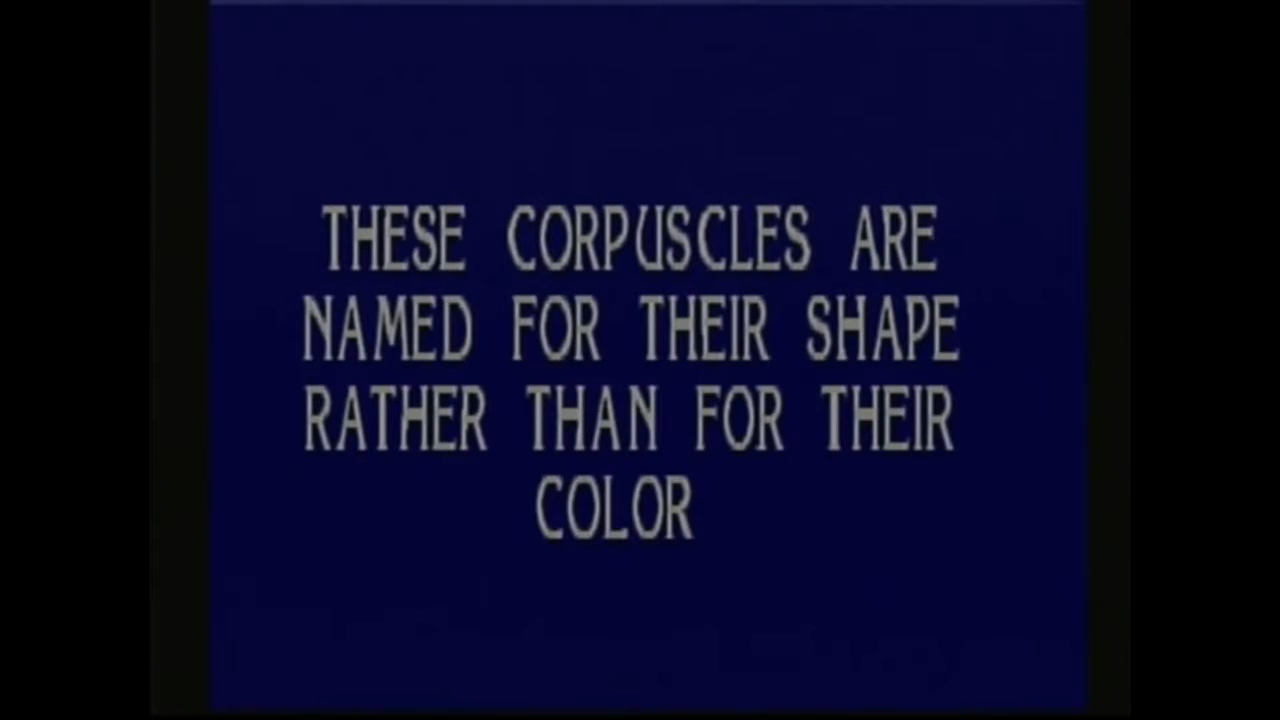 THESE CORPUSCLES ARE
NAMED FOR THEIR SHAPE
RATHER THAN FOR THEIR
COLOR